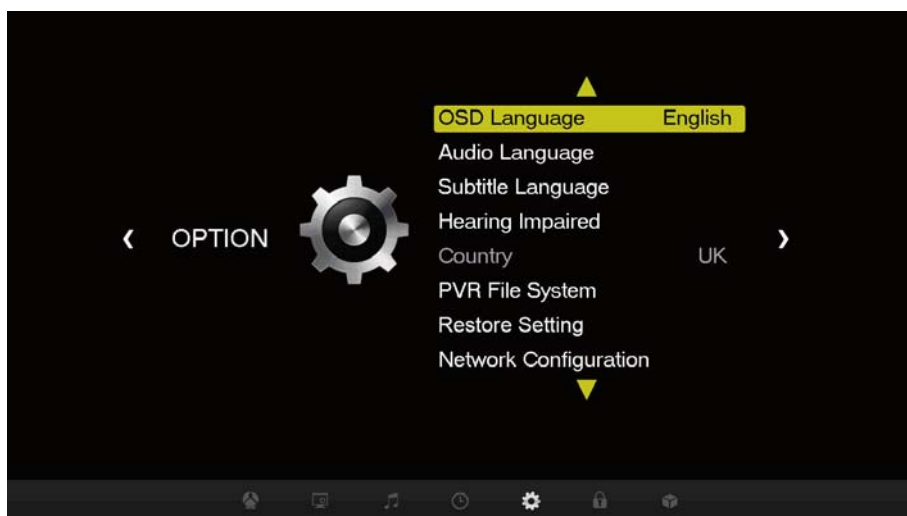 OPTION
OSD Language English
Audio Language
Subtitle Language
Hearing Impaired
Country UK
PVR File System
Restore Setting
Network Configuration